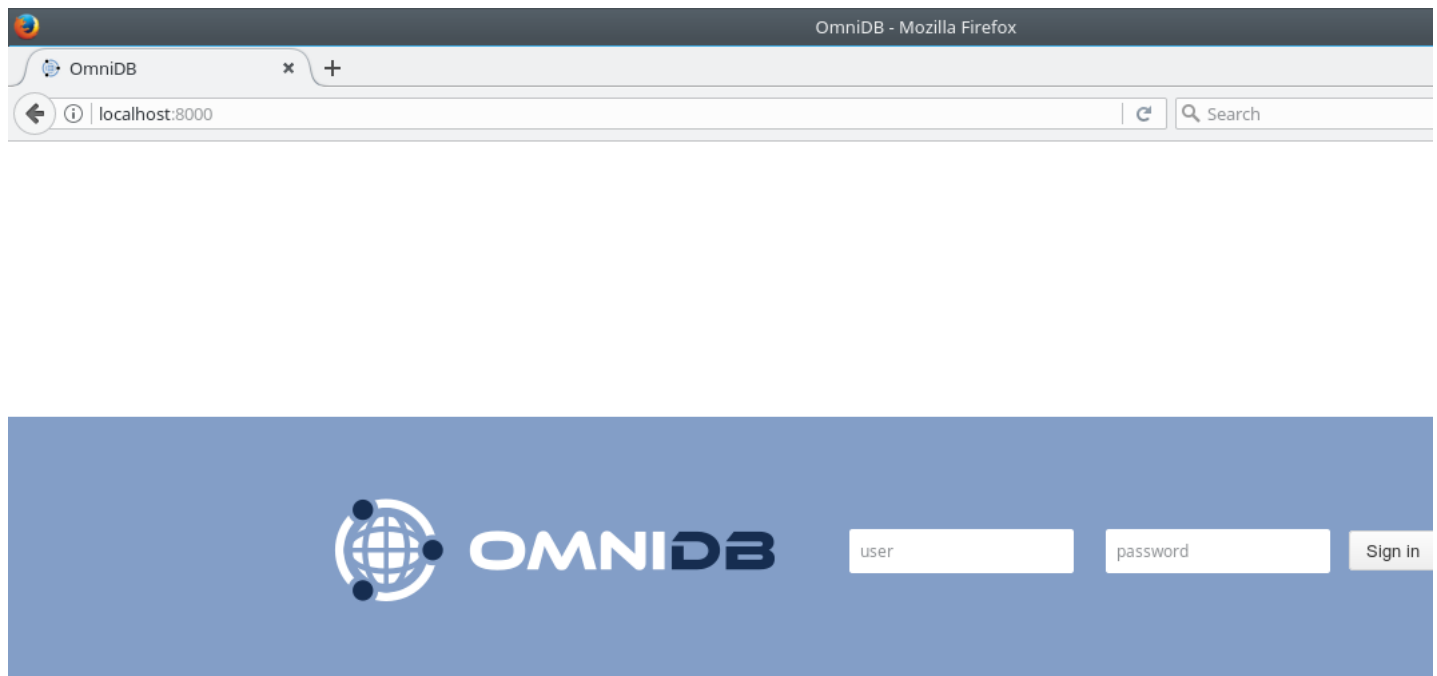 OmniDB - Mozilla Firefox
OmniDB
localhost:8000
Search
OMNIDB
user
password
Sign in